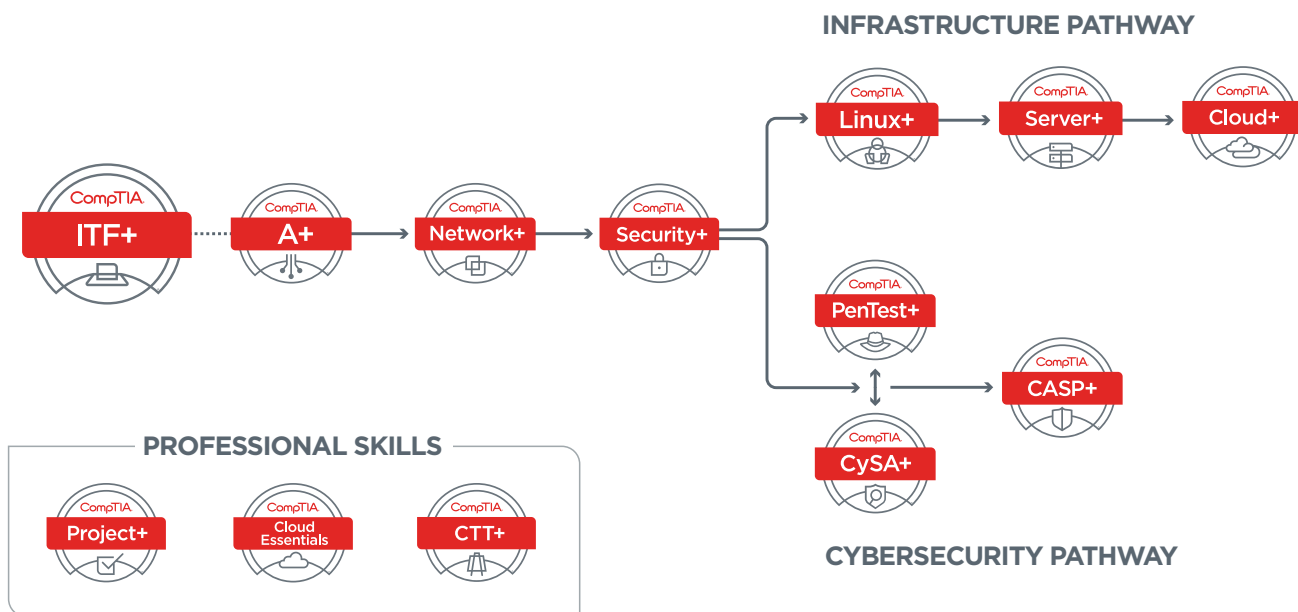 INFRASTRUCTURE PATHWAY
CompTIA.
Linux+
CompTIA.
Server+
CompTIA.
Cloud+
CompTIA.
ITF+
CompTIA.
A+
CompTIA.
Network+
CompTIA.
Security+
CompTIA.
PenTest+
CompTIA.
CySA+
CompTIA.
CASP+
CYBERSECURITY PATHWAY
PROFESSIONAL SKILLS
CompTIA.
Project+
CompTIA.
Cloud
Essentials
CompTIA.
CTT+